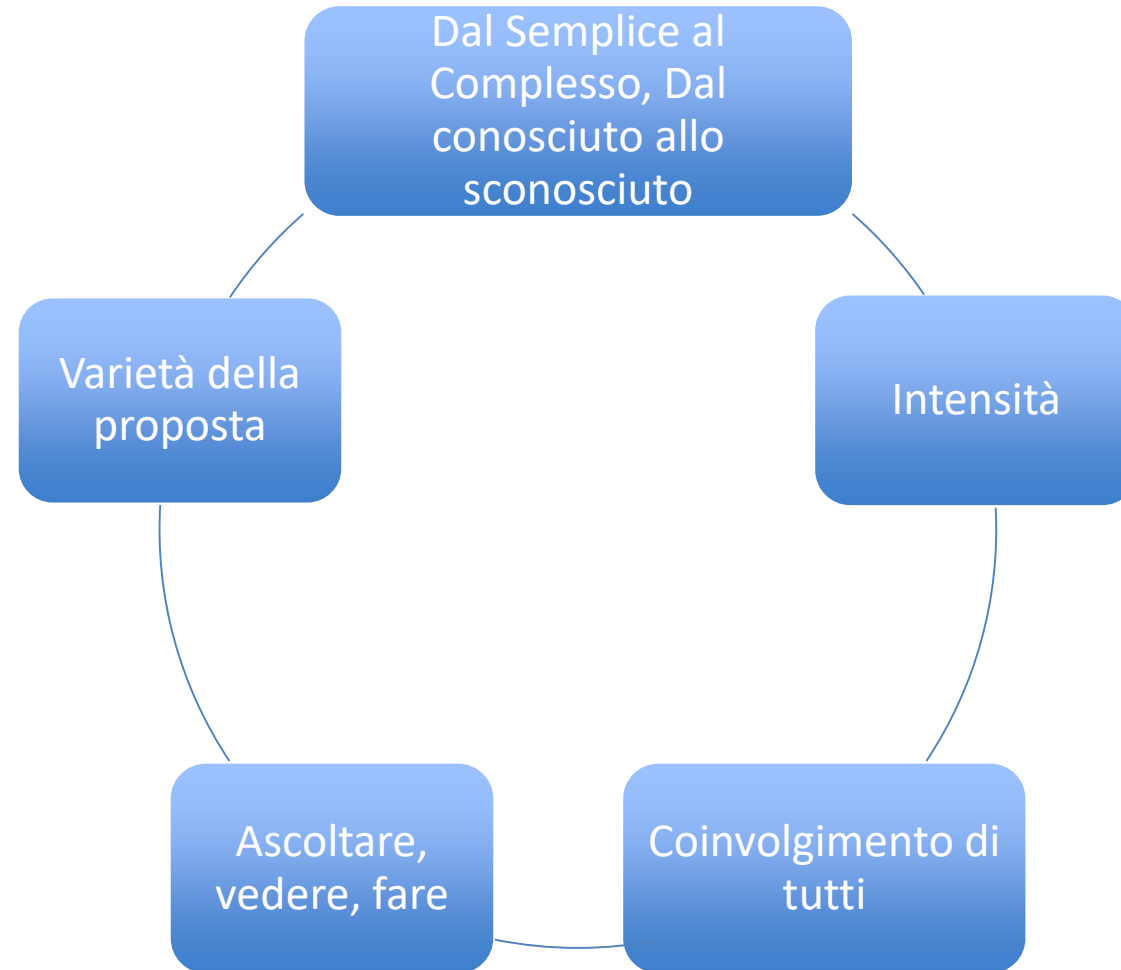 Dal Semplice al
Complesso, Dal
conosciuto allo
sconosciuto
Intensità
Coinvolgimento di
tutti
Ascoltare,
vedere, fare
Varietà della
proposta